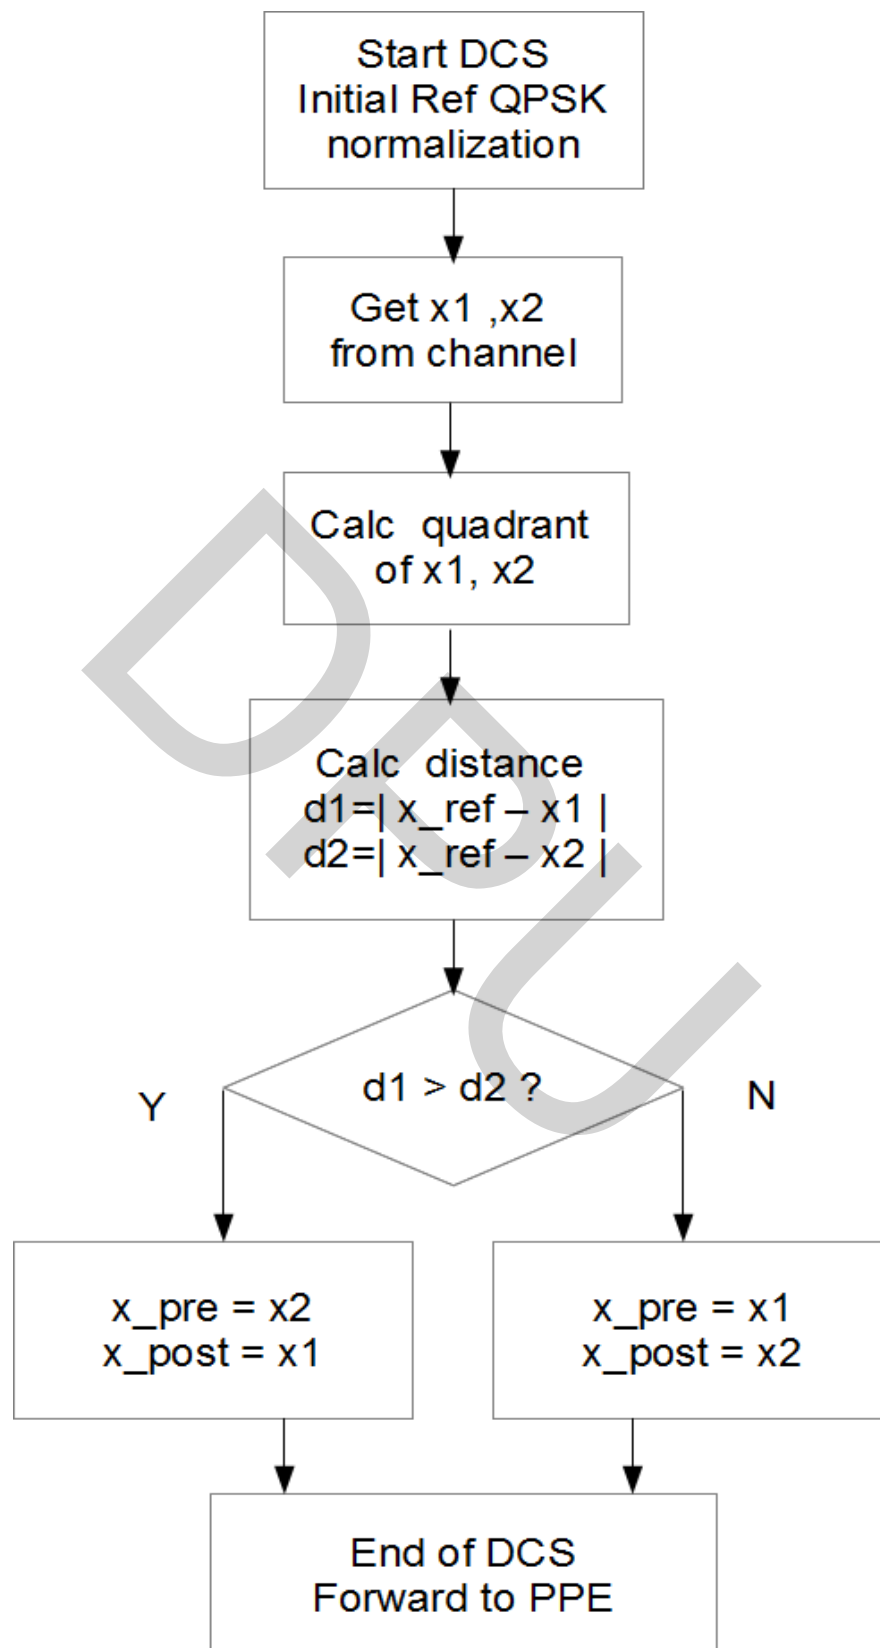 Start DCS
Initial Ref QPSK
normalization
Get x1 ,x2
from channel
Calc quadrant
of x1, x2
Calc distance
d1=| x_ref – x1 |
d2=| x_ref – x2 |
d1 > d2 ?
Y
N
x_pre = x2
x_post = x1
x_pre = x1
x_post = x2
End of DCS
Forward to PPE
DPU